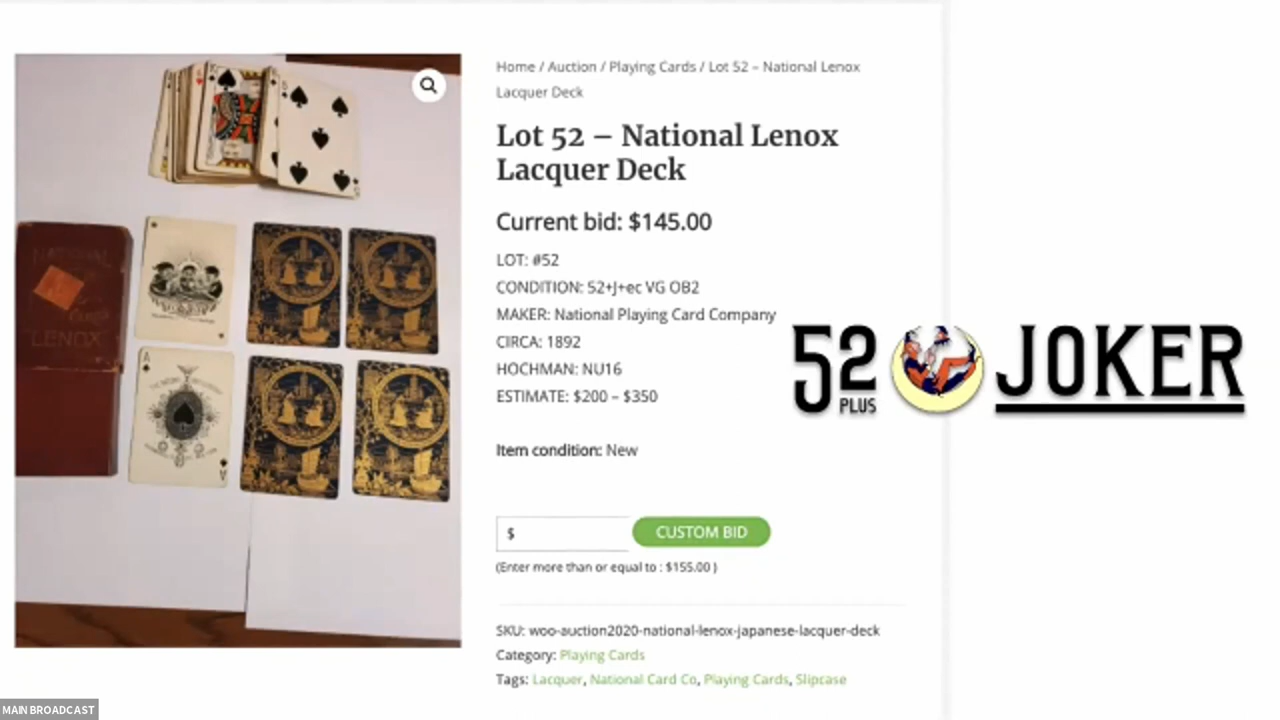 Home / Auction / Playing Cards / Lot 52 – National Lenox
Lacquer Deck
Lot 52 – National Lenox
Lacquer Deck
Current bid: $145.00
LOT: #52
CONDITION: 52+J+ec VG OB2
MAKER: National Playing Card Company
CIRCA: 1892
HOCHMAN: NU16
ESTIMATE: $200 – $350
Item condition: New
$
CUSTOM BID
(Enter more than or equal to : $155.00 )
SKU: woo-auction2020-national-lenox-japanese-lacquer-deck
Category: Playing Cards
Tags: Lacquer, National Card Co, Playing Cards, Slipcase
52 PLUS JOKER
NATIONAL
LENOX
A
MAIN BROADCAST